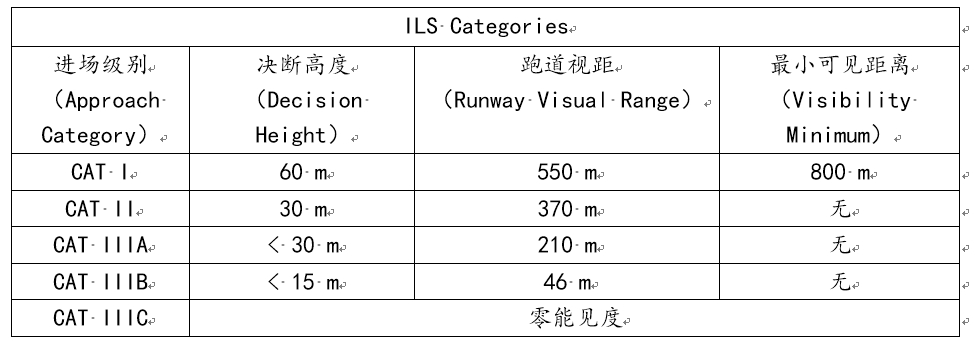 ILS Categories
进场级别 决断高度 跑道视距 最小可见距离
（Approach （Decision （Runway Visual Range） （Visibility
Category） Height） Minimum）
CAT I 60 m 550 m 800 m
CAT II 30 m 370 m 无
CAT IIIA < 30 m 210 m 无
CAT IIIB < 15 m 46 m 无
CAT IIIC 零能见度